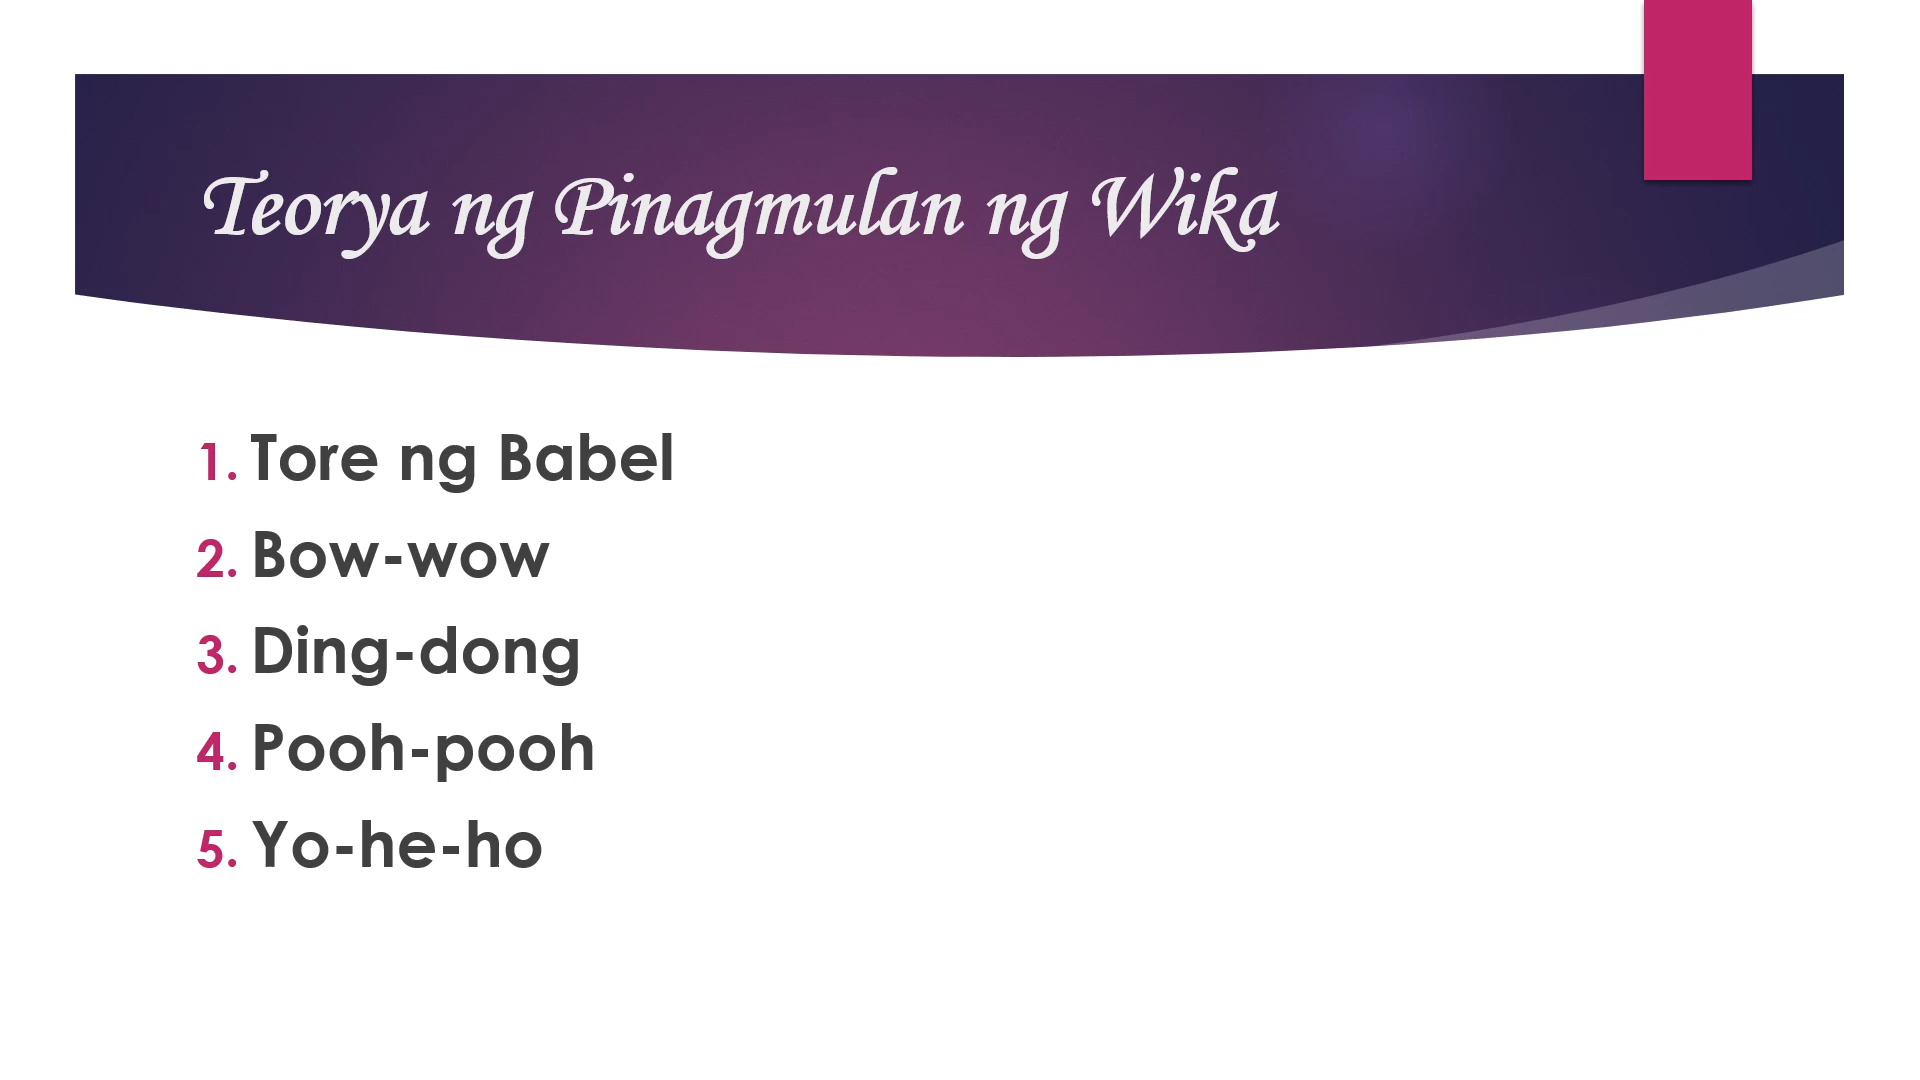 Teorya ng Pinagmulan ng Wika
1. Tore ng Babel
2. Bow-wow
3. Ding-dong
4. Pooh-pooh
5. Yo-he-ho